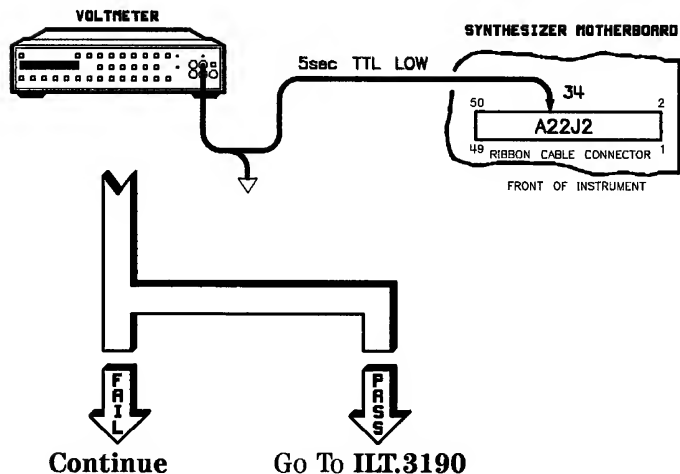 VOLTMETER
SYNTHESIZER MOTHERBOARD
5sec TTL LOW
34
50 2
A22J2
49 RIBBON CABLE CONNECTOR 1
FRONT OF INSTRUMENT
FAIL PASS
Continue Go To ILT.3190